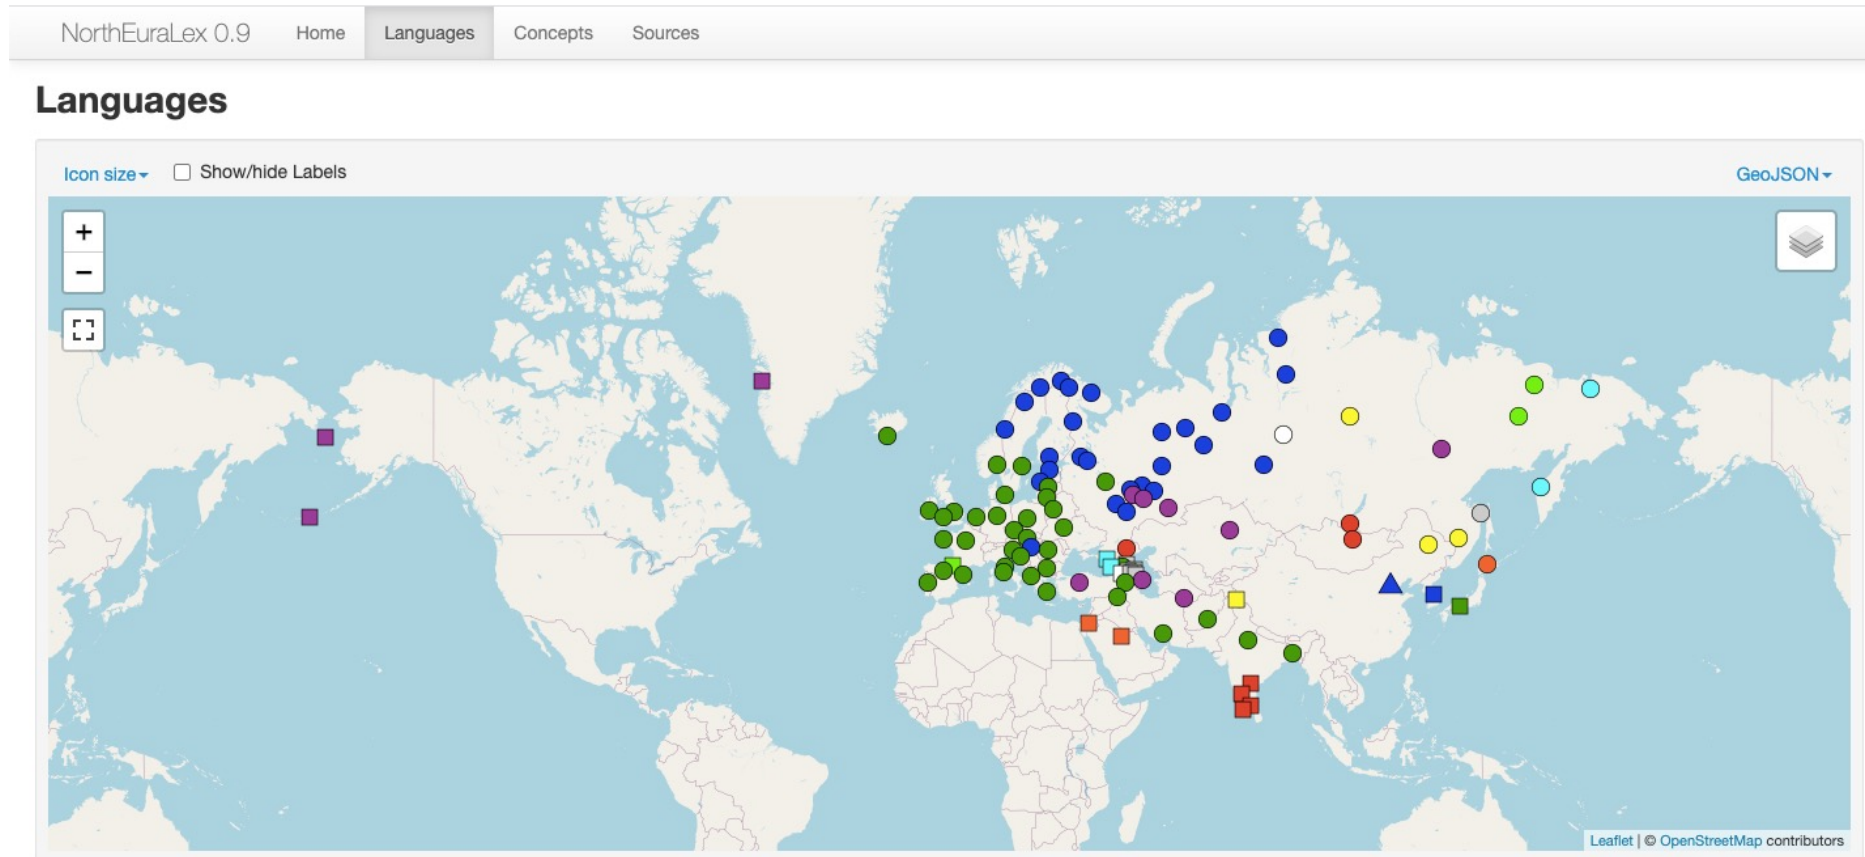 NorthEuraLex 0.9 Home Languages Concepts Sources
Languages
Icon size Show/hide Labels GeoJSON
+
−
Leaflet | © OpenStreetMap contributors